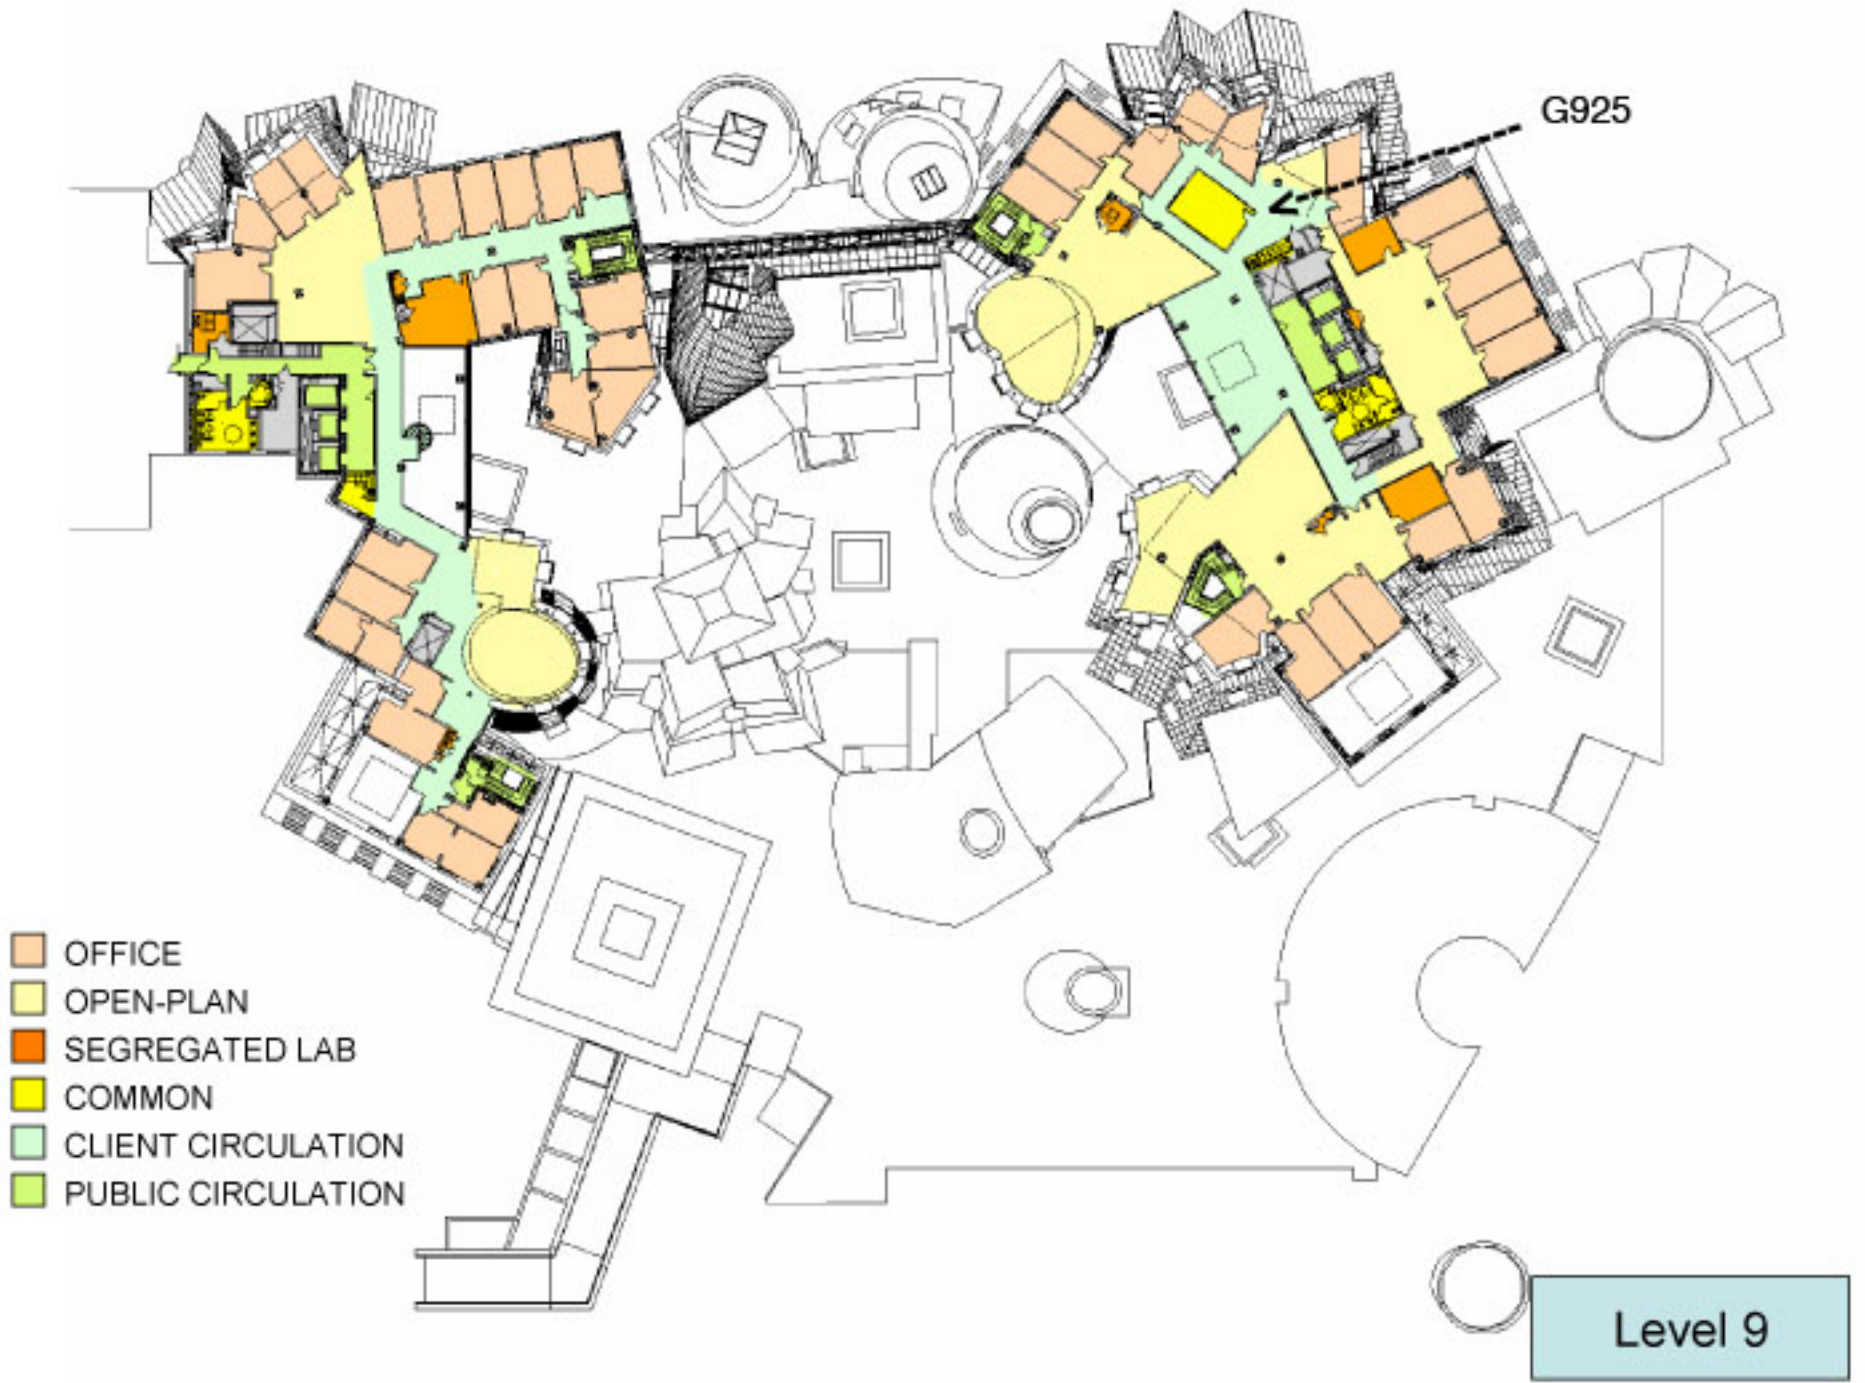 G925
OFFICE
OPEN-PLAN
SEGREGATED LAB
COMMON
CLIENT CIRCULATION
PUBLIC CIRCULATION
Level 9